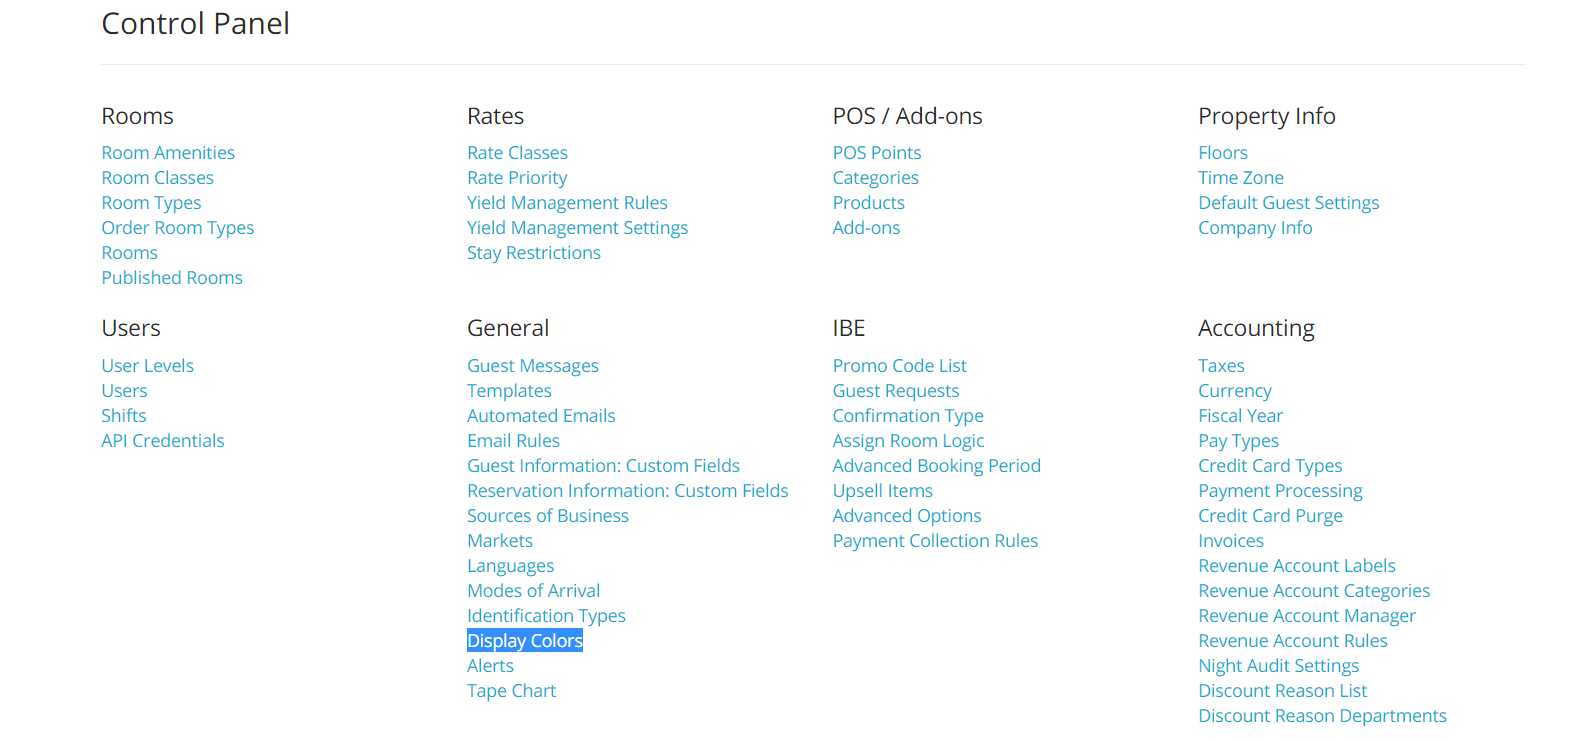 Control Panel
Rooms
Room Amenities
Room Classes
Room Types
Order Room Types
Rooms
Published Rooms
Rates
Rate Classes
Rate Priority
Yield Management Rules
Yield Management Settings
Stay Restrictions
POS / Add-ons
POS Points
Categories
Products
Add-ons
Property Info
Floors
Time Zone
Default Guest Settings
Company Info
Users
User Levels
Users
Shifts
API Credentials
General
Guest Messages
Templates
Automated Emails
Email Rules
Guest Information: Custom Fields
Reservation Information: Custom Fields
Sources of Business
Markets
Languages
Modes of Arrival
Identification Types
Display Colors
Alerts
Tape Chart
IBE
Promo Code List
Guest Requests
Confirmation Type
Assign Room Logic
Advanced Booking Period
Upsell Items
Advanced Options
Payment Collection Rules
Accounting
Taxes
Currency
Fiscal Year
Pay Types
Credit Card Types
Payment Processing
Credit Card Purge
Invoices
Revenue Account Labels
Revenue Account Categories
Revenue Account Manager
Revenue Account Rules
Night Audit Settings
Discount Reason List
Discount Reason Departments